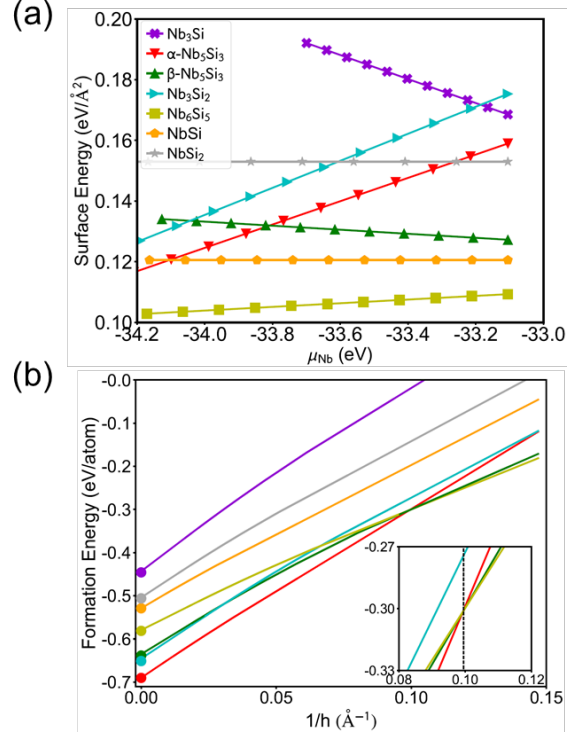 (a)
0.20
0.18
0.16
0.14
0.12
0.10
Surface Energy (eV/Å²)
Nb₃Si
α-Nb₅Si₃
β-Nb₅Si₃
Nb₃Si₂
Nb₆Si₅
NbSi
NbSi₂
-34.2 -34.0 -33.8 -33.6 -33.4 -33.2 -33.0
μNb (eV)
(b)
-0.0
-0.1
-0.2
-0.3
-0.4
-0.5
-0.6
-0.7
Formation Energy (eV/atom)
-0.27
-0.30
-0.33
0.08 0.10 0.12
0.00 0.05 0.10 0.15
1/h (Å⁻¹)